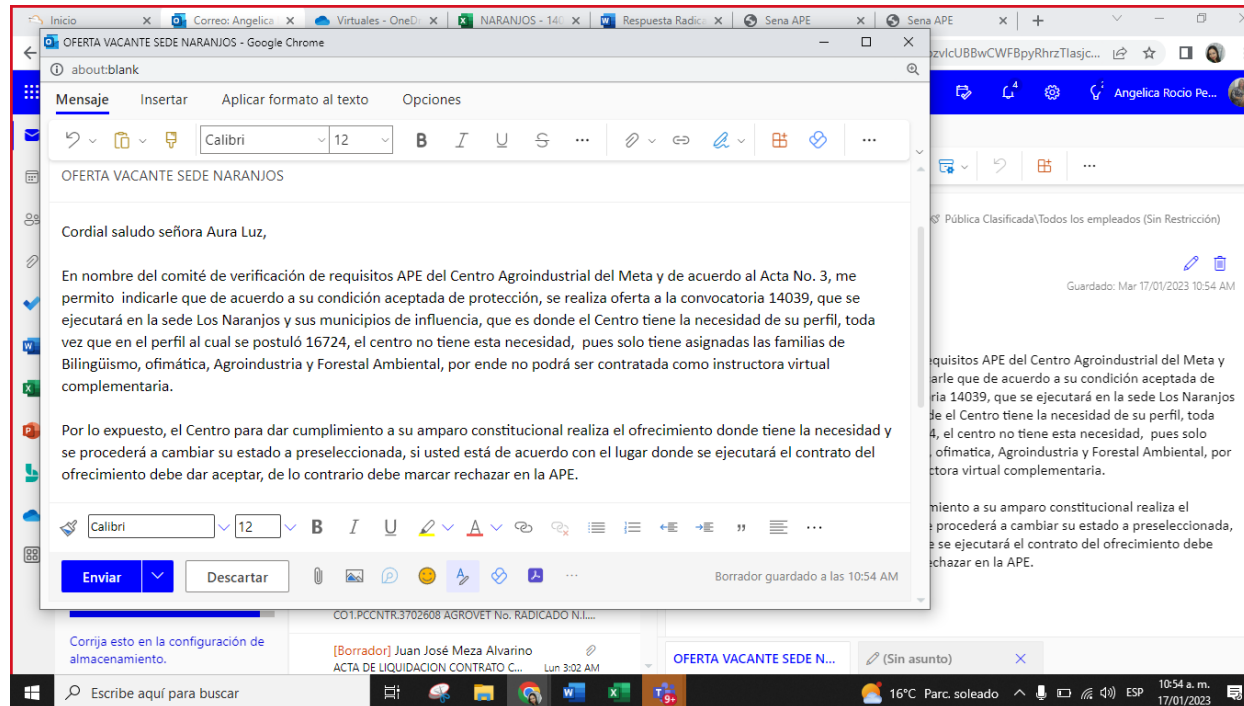 Inicio
Correo: Angelica
Virtuales - OneD
NARANJOS - 140
Respuesta Radica
Sena APE
Sena APE
OFERTA VACANTE SEDE NARANJOS - Google Chrome
about:blank
Mensaje Insertar Aplicar formato al texto Opciones
Angelica Rocio Pe...
Calibri 12
OFERTA VACANTE SEDE NARANJOS
Cordial saludo señora Aura Luz,
En nombre del comité de verificación de requisitos APE del Centro Agroindustrial del Meta y de acuerdo al Acta No. 3, me
permito indicarle que de acuerdo a su condición aceptada de protección, se realiza oferta a la convocatoria 14039, que se
ejecutará en la sede Los Naranjos y sus municipios de influencia, que es donde el Centro tiene la necesidad de su perfil, toda
vez que en el perfil al cual se postuló 16724, el centro no tiene esta necesidad, pues solo tiene asignadas las familias de
Bilingüismo, ofimática, Agroindustria y Forestal Ambiental, por ende no podrá ser contratada como instructora virtual
complementaria.
Por lo expuesto, el Centro para dar cumplimiento a su amparo constitucional realiza el ofrecimiento donde tiene la necesidad y
se procederá a cambiar su estado a preseleccionada, si usted está de acuerdo con el lugar donde se ejecutará el contrato del
ofrecimiento debe dar aceptar, de lo contrario debe marcar rechazar en la APE.
Calibri 12
Enviar Descartar Borrador guardado a las 10:54 AM
Pública Clasificada\Todos los empleados (Sin Restricción)
Guardado: Mar 17/01/2023 10:54 AM
equisitos APE del Centro Agroindustrial del Meta y
arle que de acuerdo a su condición aceptada de
ria 14039, que se ejecutará en la sede Los Naranjos
de el Centro tiene la necesidad de su perfil, toda
4, el centro no tiene esta necesidad, pues solo
, ofimatica, Agroindustria y Forestal Ambiental, por
ctora virtual complementaria.
miento a su amparo constitucional realiza el
procederá a cambiar su estado a preseleccionada,
e se ejecutará el contrato del ofrecimiento debe
echazar en la APE.
CO1.PCCNTR.3702608 AGROVET No. RADICADO N.I....
Corrija esto en la configuración de
almacenamiento.
[Borrador] Juan José Meza Alvarino
ACTA DE LIQUIDACION CONTRATO C... Lun 3:02 AM
OFERTA VACANTE SEDE N...
(Sin asunto)
Escribe aquí para buscar
16°C Parc. soleado
ESP
10:54 a. m.
17/01/2023